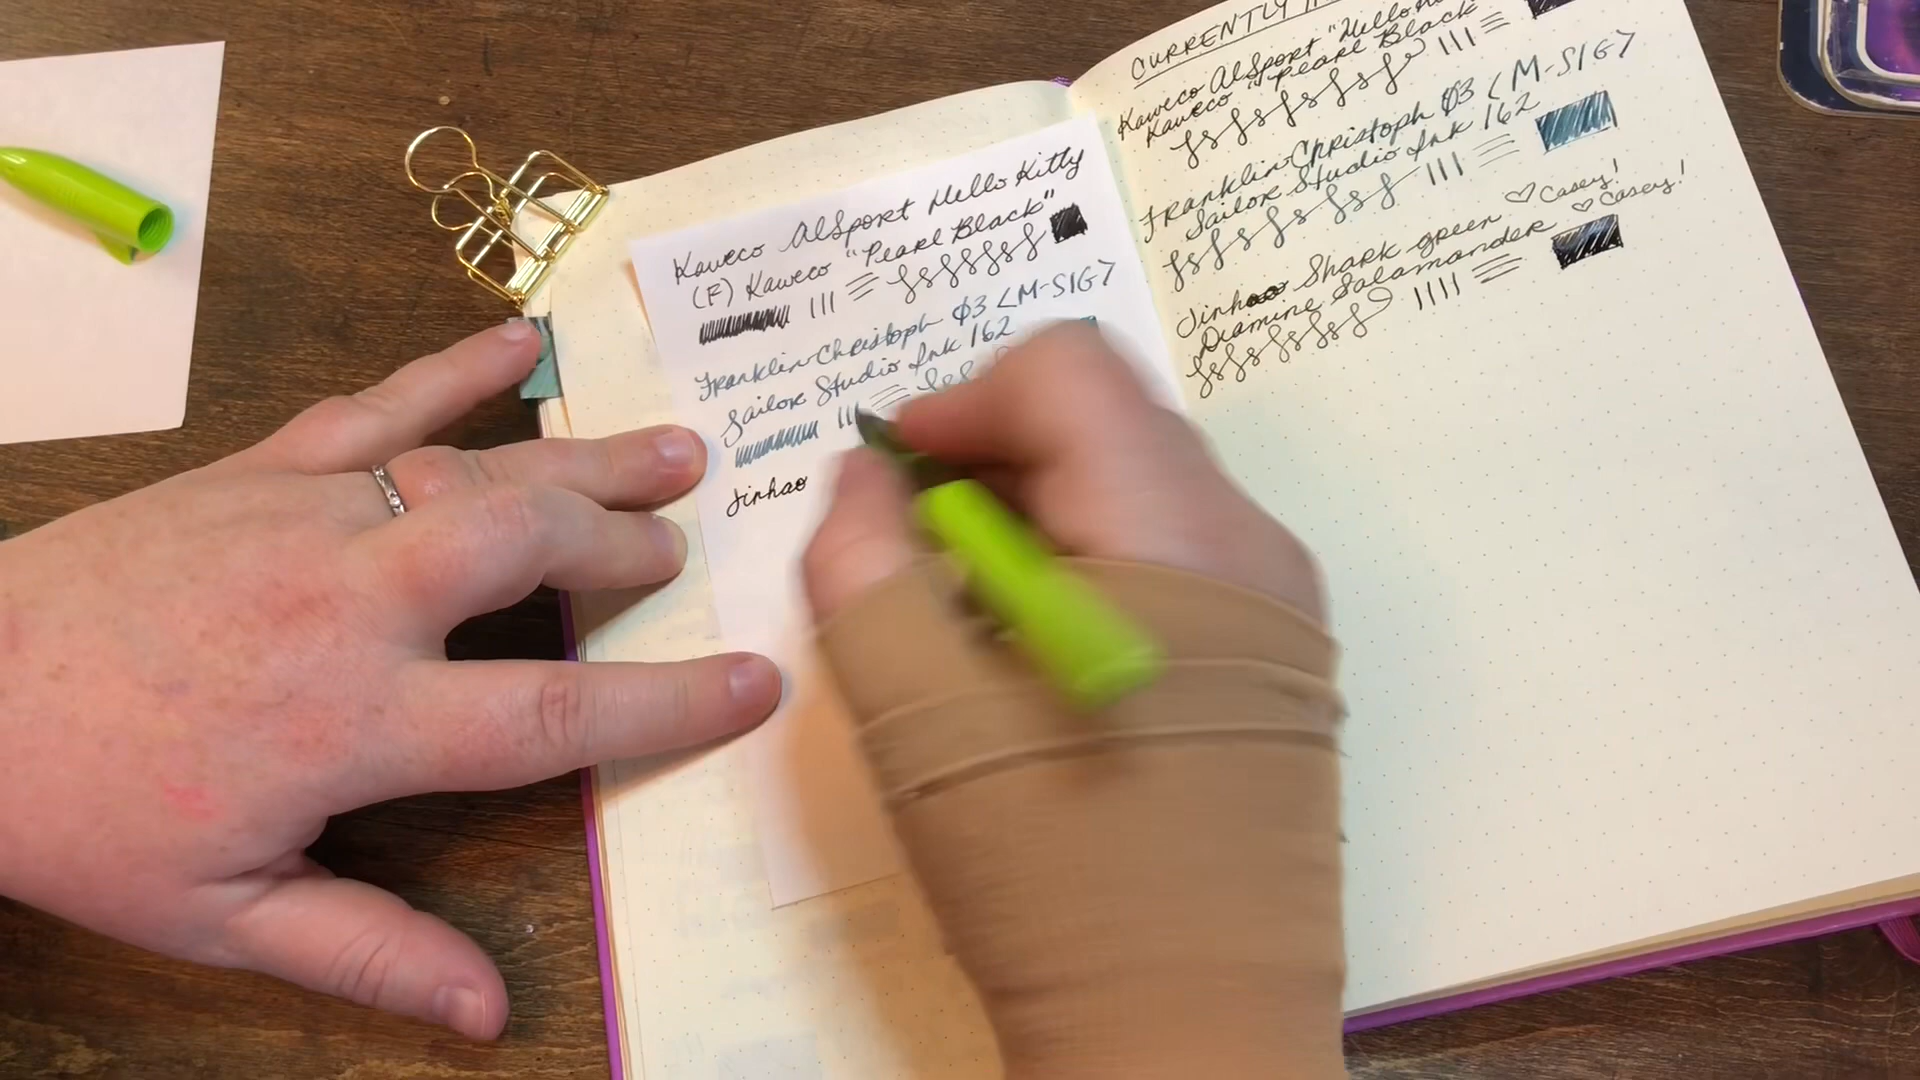 Kaweco AlSport Hello Kitty
(F) Kaweco "Pearl Black"
Franklin-Christoph 03 <M-SIG>
Sailor Studio Ink 162
Jinhao
CURRENTLY
Kaweco AlSport "Hello
Kaweco "Pearl Black
Franklin-Christoph 03 <M-SIG>
Sailor Studio Ink 162
Jinhao Shark green ♡ Casey!
Diamine Salamander ♡ Casey!